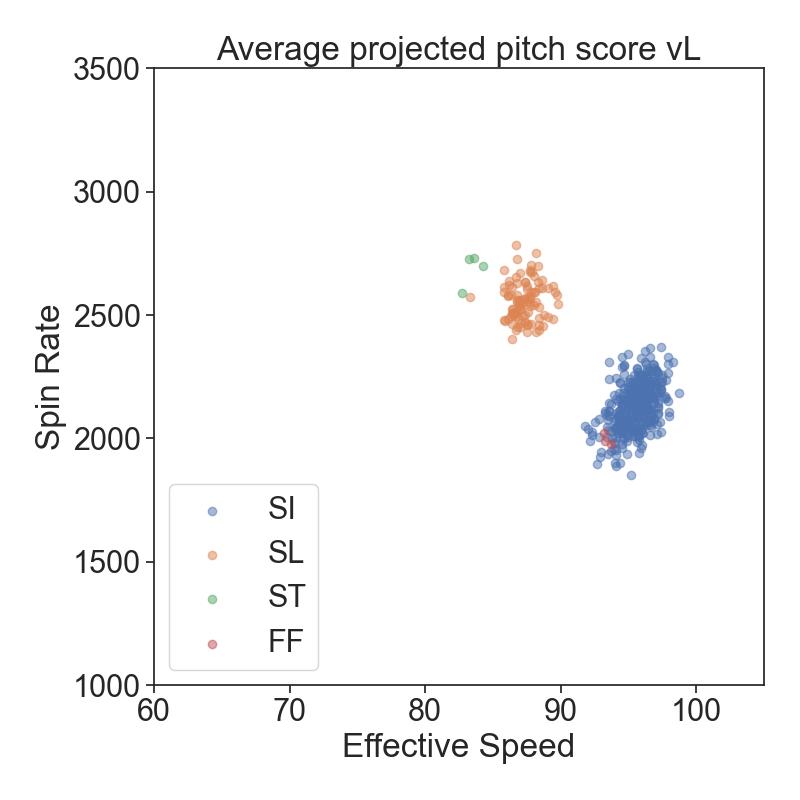 Average projected pitch score vL
3500
3000
2500
2000
1500
1000
Spin Rate
SI
SL
ST
FF
60
70
80
90
100
Effective Speed